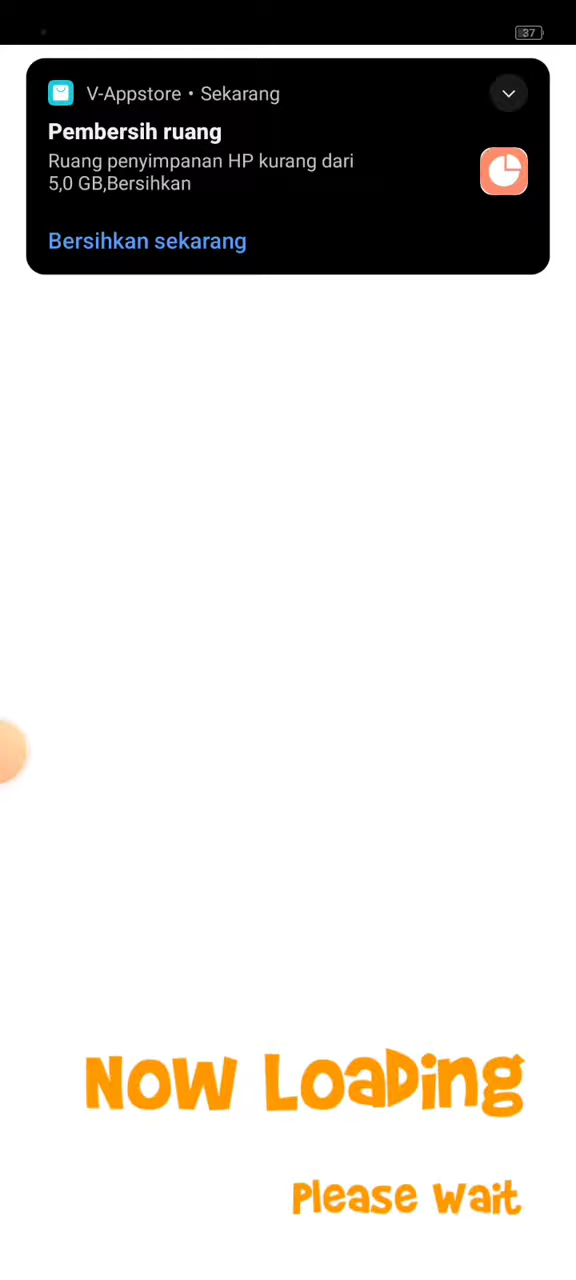 37
V-Appstore • Sekarang
Pembersih ruang
Ruang penyimpanan HP kurang dari
5,0 GB,Bersihkan
Bersihkan sekarang
Now Loading
Please Wait